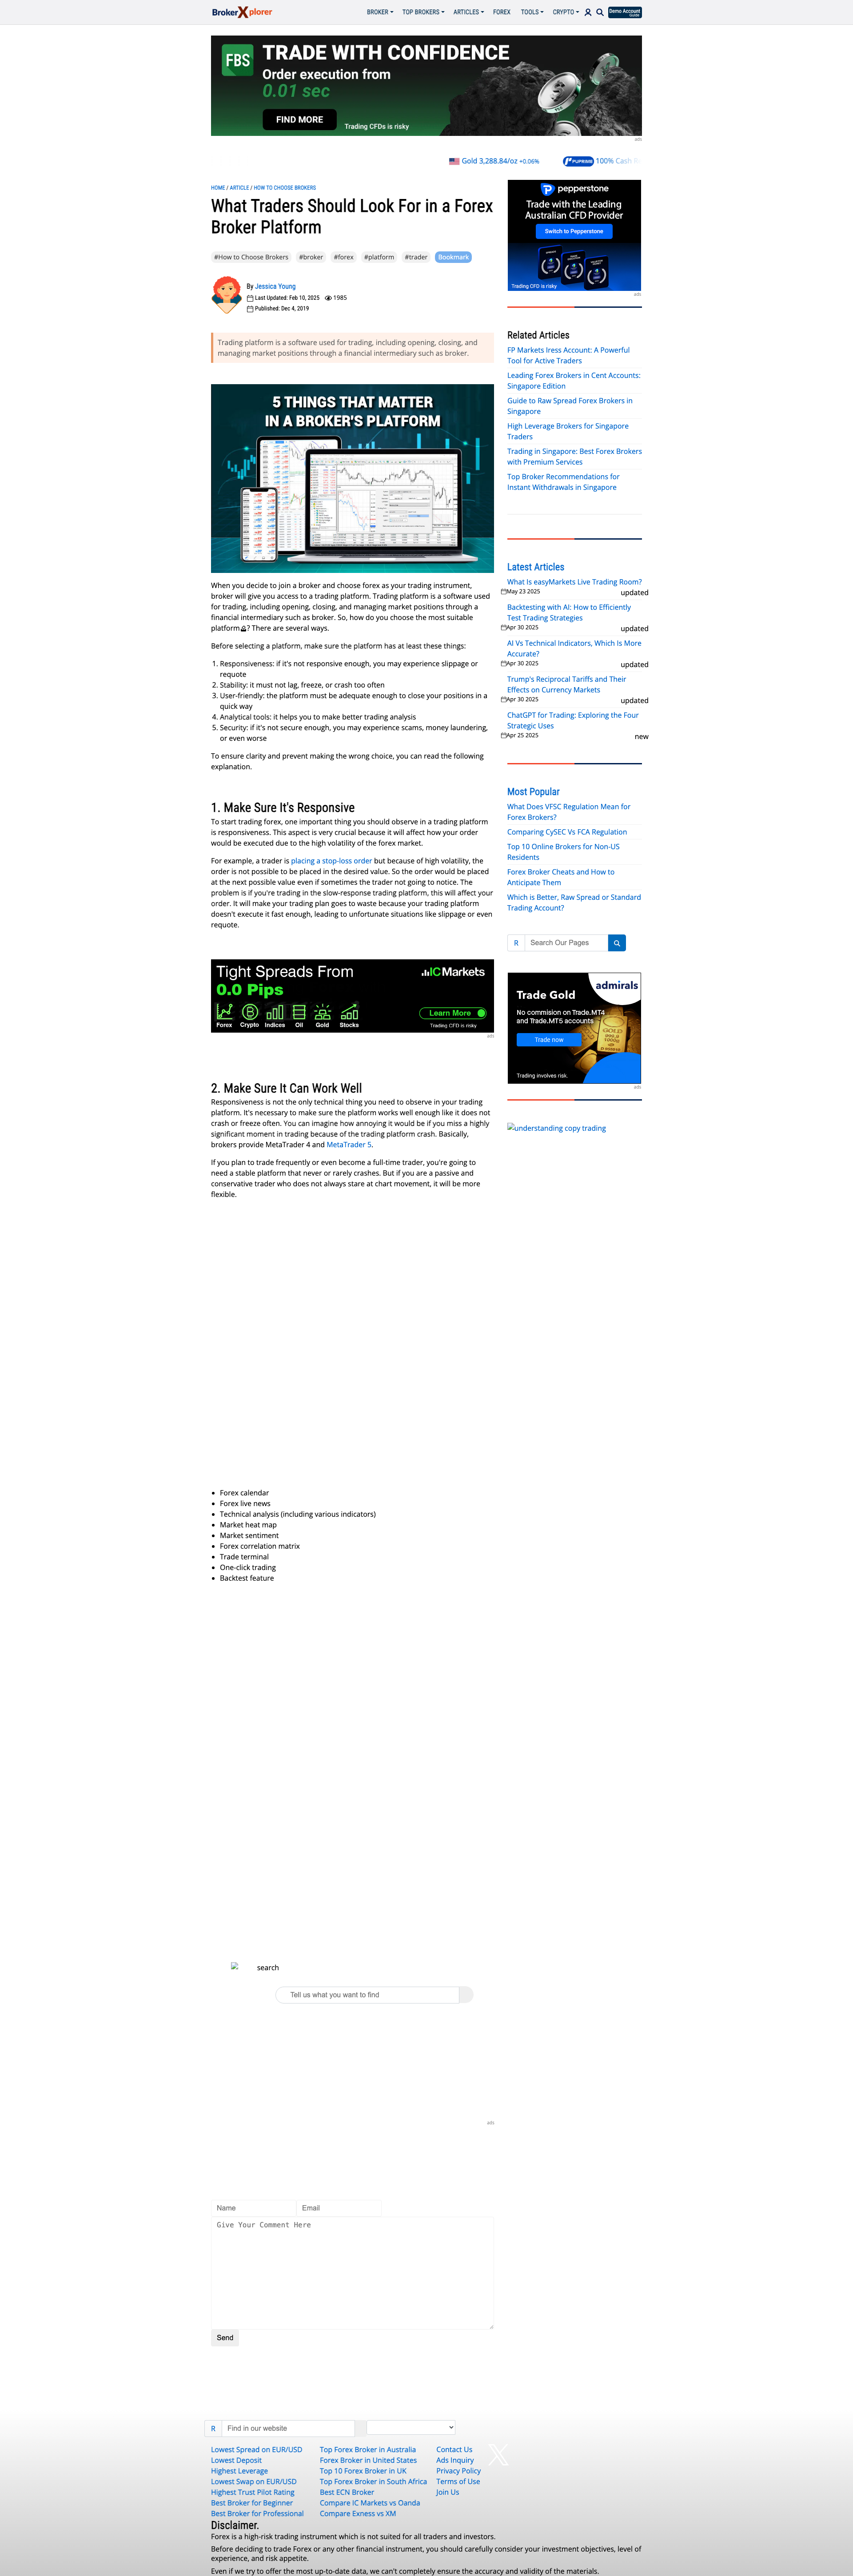 BrokerXplorer
BROKER TOP BROKERS ARTICLES FOREX TOOLS CRYPTO Demo Account
GUIDE
FBS
TRADE WITH CONFIDENCE
Order execution from
0.01 sec
FIND MORE
Trading CFDs is risky
ads
Gold 3,288.84/oz +0.06%
PUPRIME 100% Cash
HOME / ARTICLE / HOW TO CHOOSE BROKERS
What Traders Should Look For in a Forex
Broker Platform
#How to Choose Brokers #broker #forex #platform #trader Bookmark
By Jessica Young
Last Updated: Feb 10, 2025 1985
Published: Dec 4, 2019
Trading platform is a software used for trading, including opening, closing, and
managing market positions through a financial intermediary such as broker.
5 THINGS THAT MATTER
IN A BROKER'S PLATFORM
When you decide to join a broker and choose forex as your trading instrument,
broker will give you access to a trading platform. Trading platform is a software used
for trading, including opening, closing, and managing market positions through a
financial intermediary such as broker. So, how do you choose the most suitable
platform? There are several ways.
Before selecting a platform, make sure the platform has at least these things:
1. Responsiveness: if it's not responsive enough, you may experience slippage or
requote
2. Stability: it must not lag, freeze, or crash too often
3. User-friendly: the platform must be adequate enough to close your positions in a
quick way
4. Analytical tools: it helps you to make better trading analysis
5. Security: if it's not secure enough, you may experience scams, money laundering,
or even worse
To ensure clarity and prevent making the wrong choice, you can read the following
explanation.
1. Make Sure It's Responsive
To start trading forex, one important thing you should observe in a trading platform
is responsiveness. This aspect is very crucial because it will affect how your order
would be executed due to the high volatility of the forex market.
For example, a trader is placing a stop-loss order but because of high volatility, the
order is not possible to be placed in the desired value. So the order would be placed
at the next possible value even if sometimes the trader not going to notice. The
problem is if you're trading in the slow-response trading platform, this will affect your
order. It will make your trading plan goes to waste because your trading platform
doesn't execute it fast enough, leading to unfortunate situations like slippage or even
requote.
Tight Spreads From
0.0 Pips
ICMarkets
Forex Crypto Indices Oil Gold Stocks
Learn More
Trading CFD is risky
ads
2. Make Sure It Can Work Well
Responsiveness is not the only technical thing you need to observe in your trading
platform. It's necessary to make sure the platform works well enough like it does not
crash or freeze often. You can imagine how annoying it would be if you miss a highly
significant moment in trading because of the trading platform crash. Basically,
brokers provide MetaTrader 4 and MetaTrader 5.
If you plan to trade frequently or even become a full-time trader, you're going to
need a stable platform that never or rarely crashes. But if you are a passive and
conservative trader who does not always stare at chart movement, it will be more
flexible.
Forex calendar
Forex live news
Technical analysis (including various indicators)
Market heat map
Market sentiment
Forex correlation matrix
Trade terminal
One-click trading
Backtest feature
search
Tell us what you want to find
ads
Name Email
Give Your Comment Here
Send
pepperstone
Trade with the Leading
Australian CFD Provider
Switch to Pepperstone
Trading CFD is risky
ads
Related Articles
FP Markets Iress Account: A Powerful
Tool for Active Traders
Leading Forex Brokers in Cent Accounts:
Singapore Edition
Guide to Raw Spread Forex Brokers in
Singapore
High Leverage Brokers for Singapore
Traders
Trading in Singapore: Best Forex Brokers
with Premium Services
Top Broker Recommendations for
Instant Withdrawals in Singapore
Latest Articles
What Is easyMarkets Live Trading Room?
May 23 2025 updated
Backtesting with AI: How to Efficiently
Test Trading Strategies
Apr 30 2025 updated
AI Vs Technical Indicators, Which Is More
Accurate?
Apr 30 2025 updated
Trump's Reciprocal Tariffs and Their
Effects on Currency Markets
Apr 30 2025 updated
ChatGPT for Trading: Exploring the Four
Strategic Uses
Apr 25 2025 new
Most Popular
What Does VFSC Regulation Mean for
Forex Brokers?
Comparing CySEC Vs FCA Regulation
Top 10 Online Brokers for Non-US
Residents
Forex Broker Cheats and How to
Anticipate Them
Which is Better, Raw Spread or Standard
Trading Account?
R Search Our Pages
admirals
Trade Gold
No commision on Trade.MT4
and Trade.MT5 accounts
Trade now
Trading involves risk.
ads
understanding copy trading
R Find in our website
Lowest Spread on EUR/USD
Lowest Deposit
Highest Leverage
Lowest Swap on EUR/USD
Highest Trust Pilot Rating
Best Broker for Beginner
Best Broker for Professional
Top Forex Broker in Australia
Forex Broker in United States
Top 10 Forex Broker in UK
Top Forex Broker in South Africa
Best ECN Broker
Compare IC Markets vs Oanda
Compare Exness vs XM
Contact Us
Ads Inquiry
Privacy Policy
Terms of Use
Join Us
Disclaimer.
Forex is a high-risk trading instrument which is not suited for all traders and investors.
Before deciding to trade Forex or any other financial instrument, you should carefully consider your investment objectives, level of
experience, and risk appetite.
Even if we try to offer the most up-to-date data, we can't completely ensure the accuracy and validity of the materials.